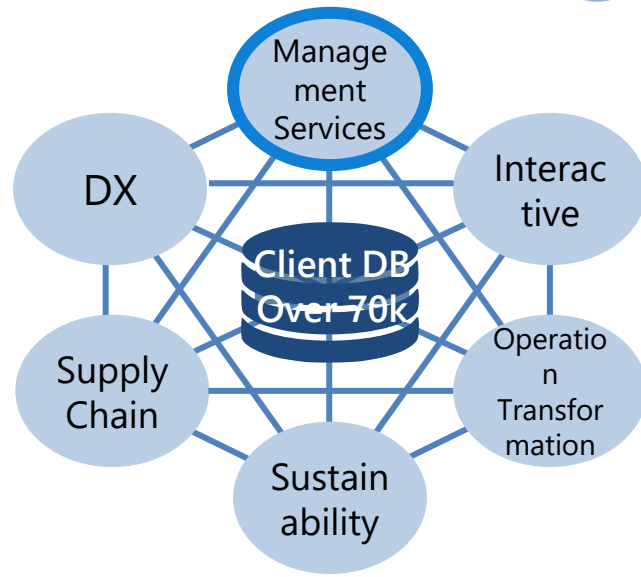 Manage
ment
Services
DX
Interac
tive
Client DB
Over 70k
Supply
Chain
Operatio
n
Transfor
mation
Sustain
ability